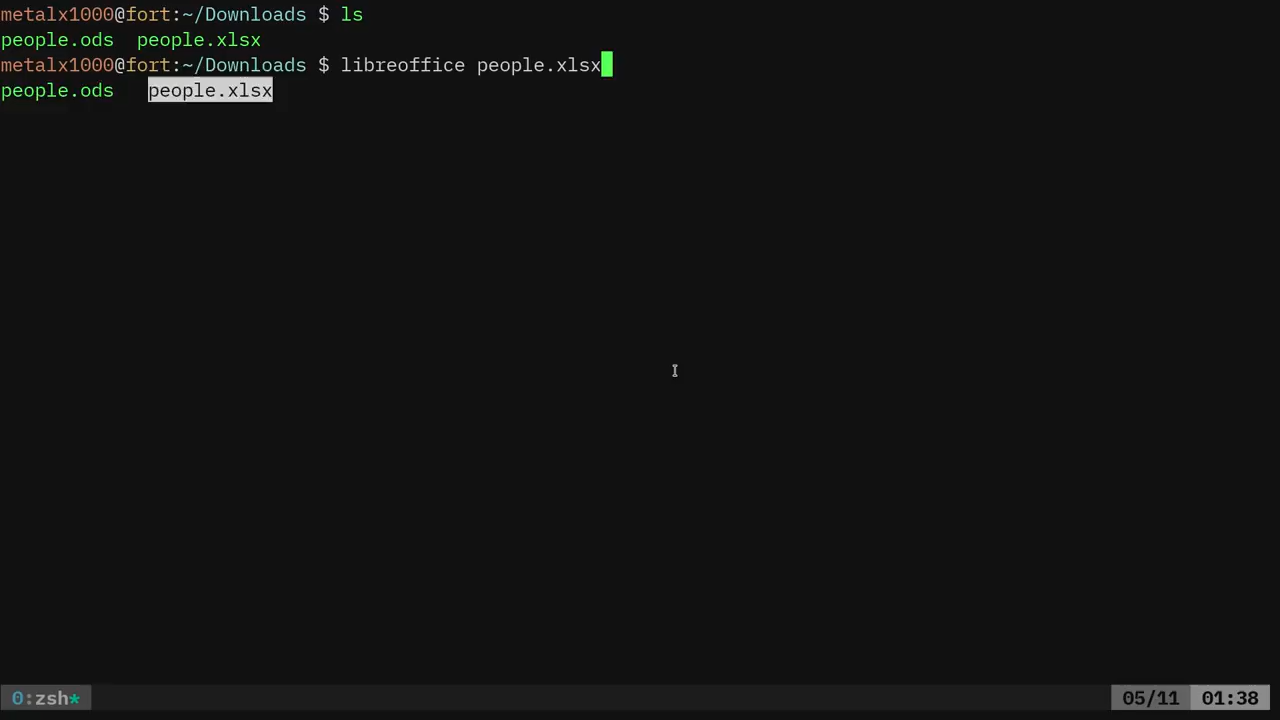 metalx1000@fort:~/Downloads $ ls
people.ods  people.xlsx
metalx1000@fort:~/Downloads $ libreoffice people.xlsx
people.ods   people.xlsx
0:zsh* 05/11 01:38